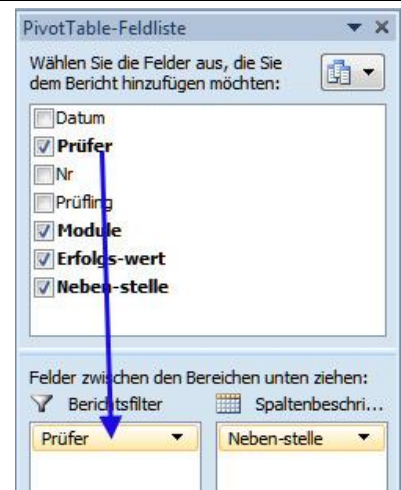 PivotTable-Feldliste
Wählen Sie die Felder aus, die Sie
dem Bericht hinzufügen möchten:
Datum
Prüfer
Nr
Prüfling
Module
Erfolgs-wert
Neben-stelle
Felder zwischen den Bereichen unten ziehen:
Berichtsfilter Spaltenbeschri...
Prüfer Neben-stelle